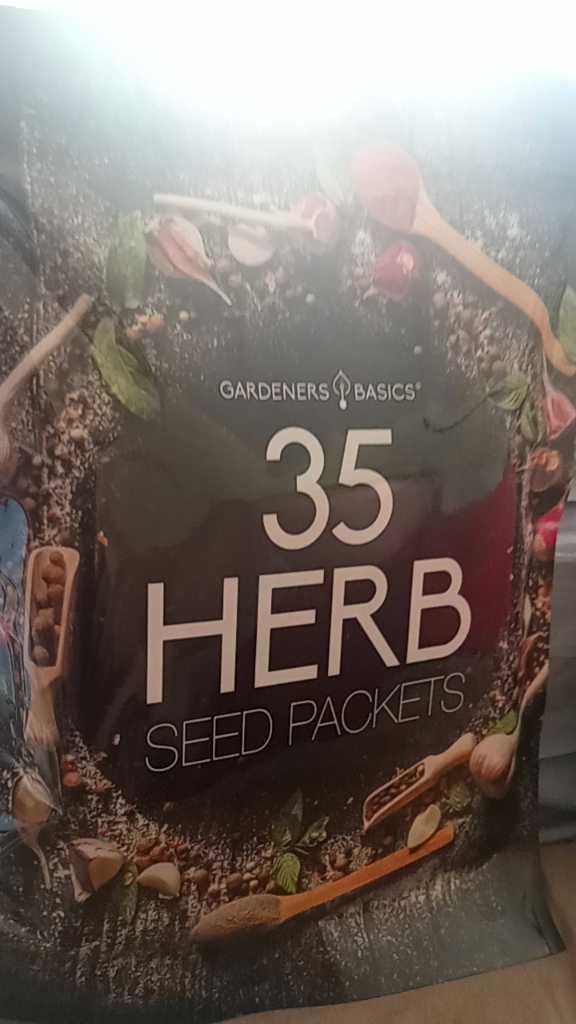 GARDENERS BASICS®
35
HERB
SEED PACKETS